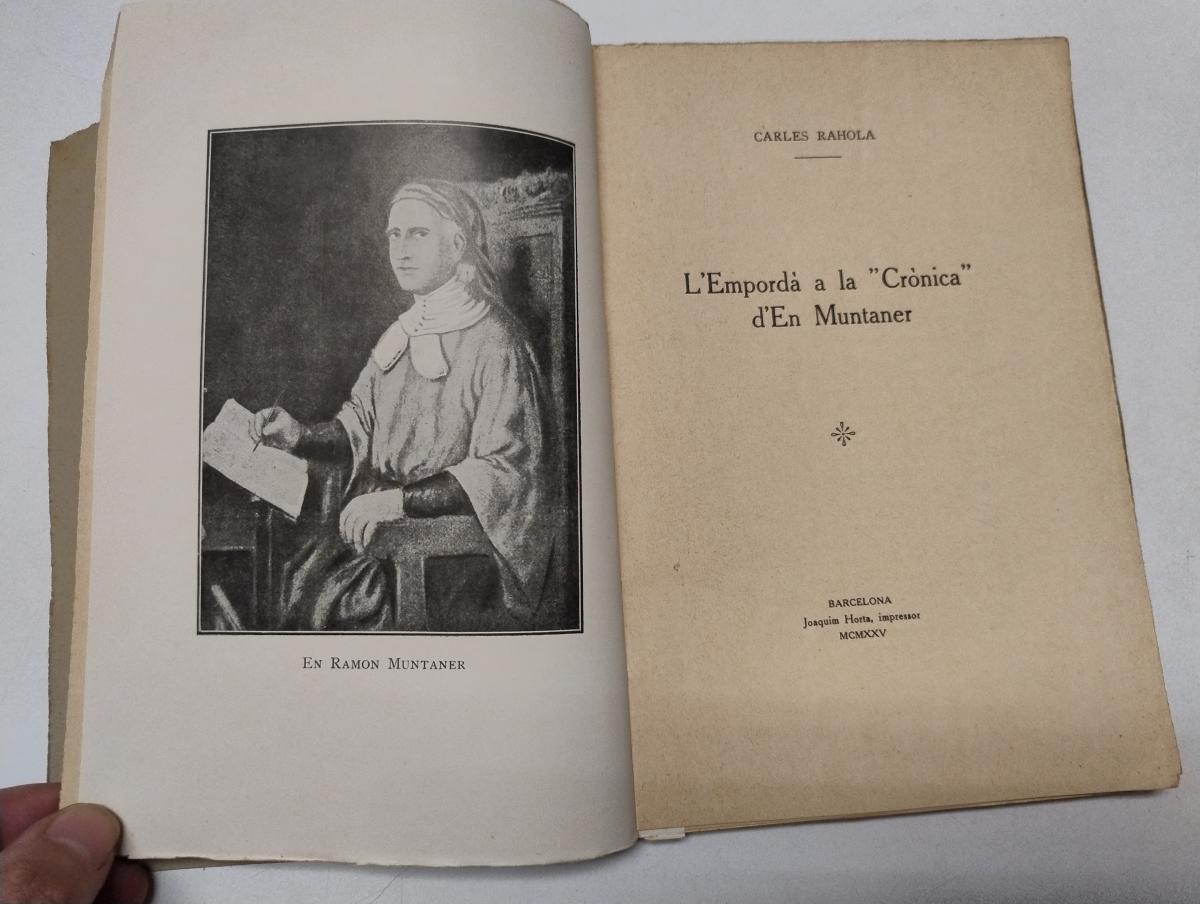 En Ramon Muntaner
CARLES RAHOLA
L'Empordà a la "Crònica"
d'En Muntaner
BARCELONA
Joaquim Horta, impressor
MCMXXV